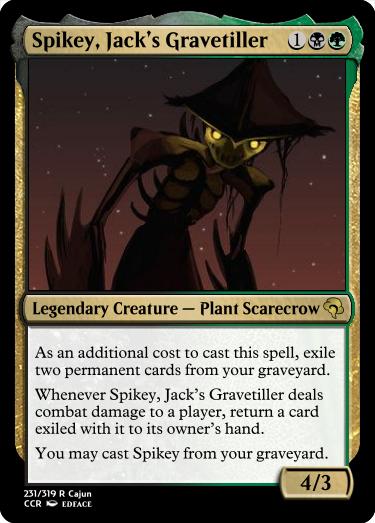 Spikey, Jack's Gravetiller 1
Legendary Creature — Plant Scarecrow
As an additional cost to cast this spell, exile
two permanent cards from your graveyard.
Whenever Spikey, Jack's Gravetiller deals
combat damage to a player, return a card
exiled with it to its owner's hand.
You may cast Spikey from your graveyard.
4/3
231/319 R Cajun
CCR EDFACE